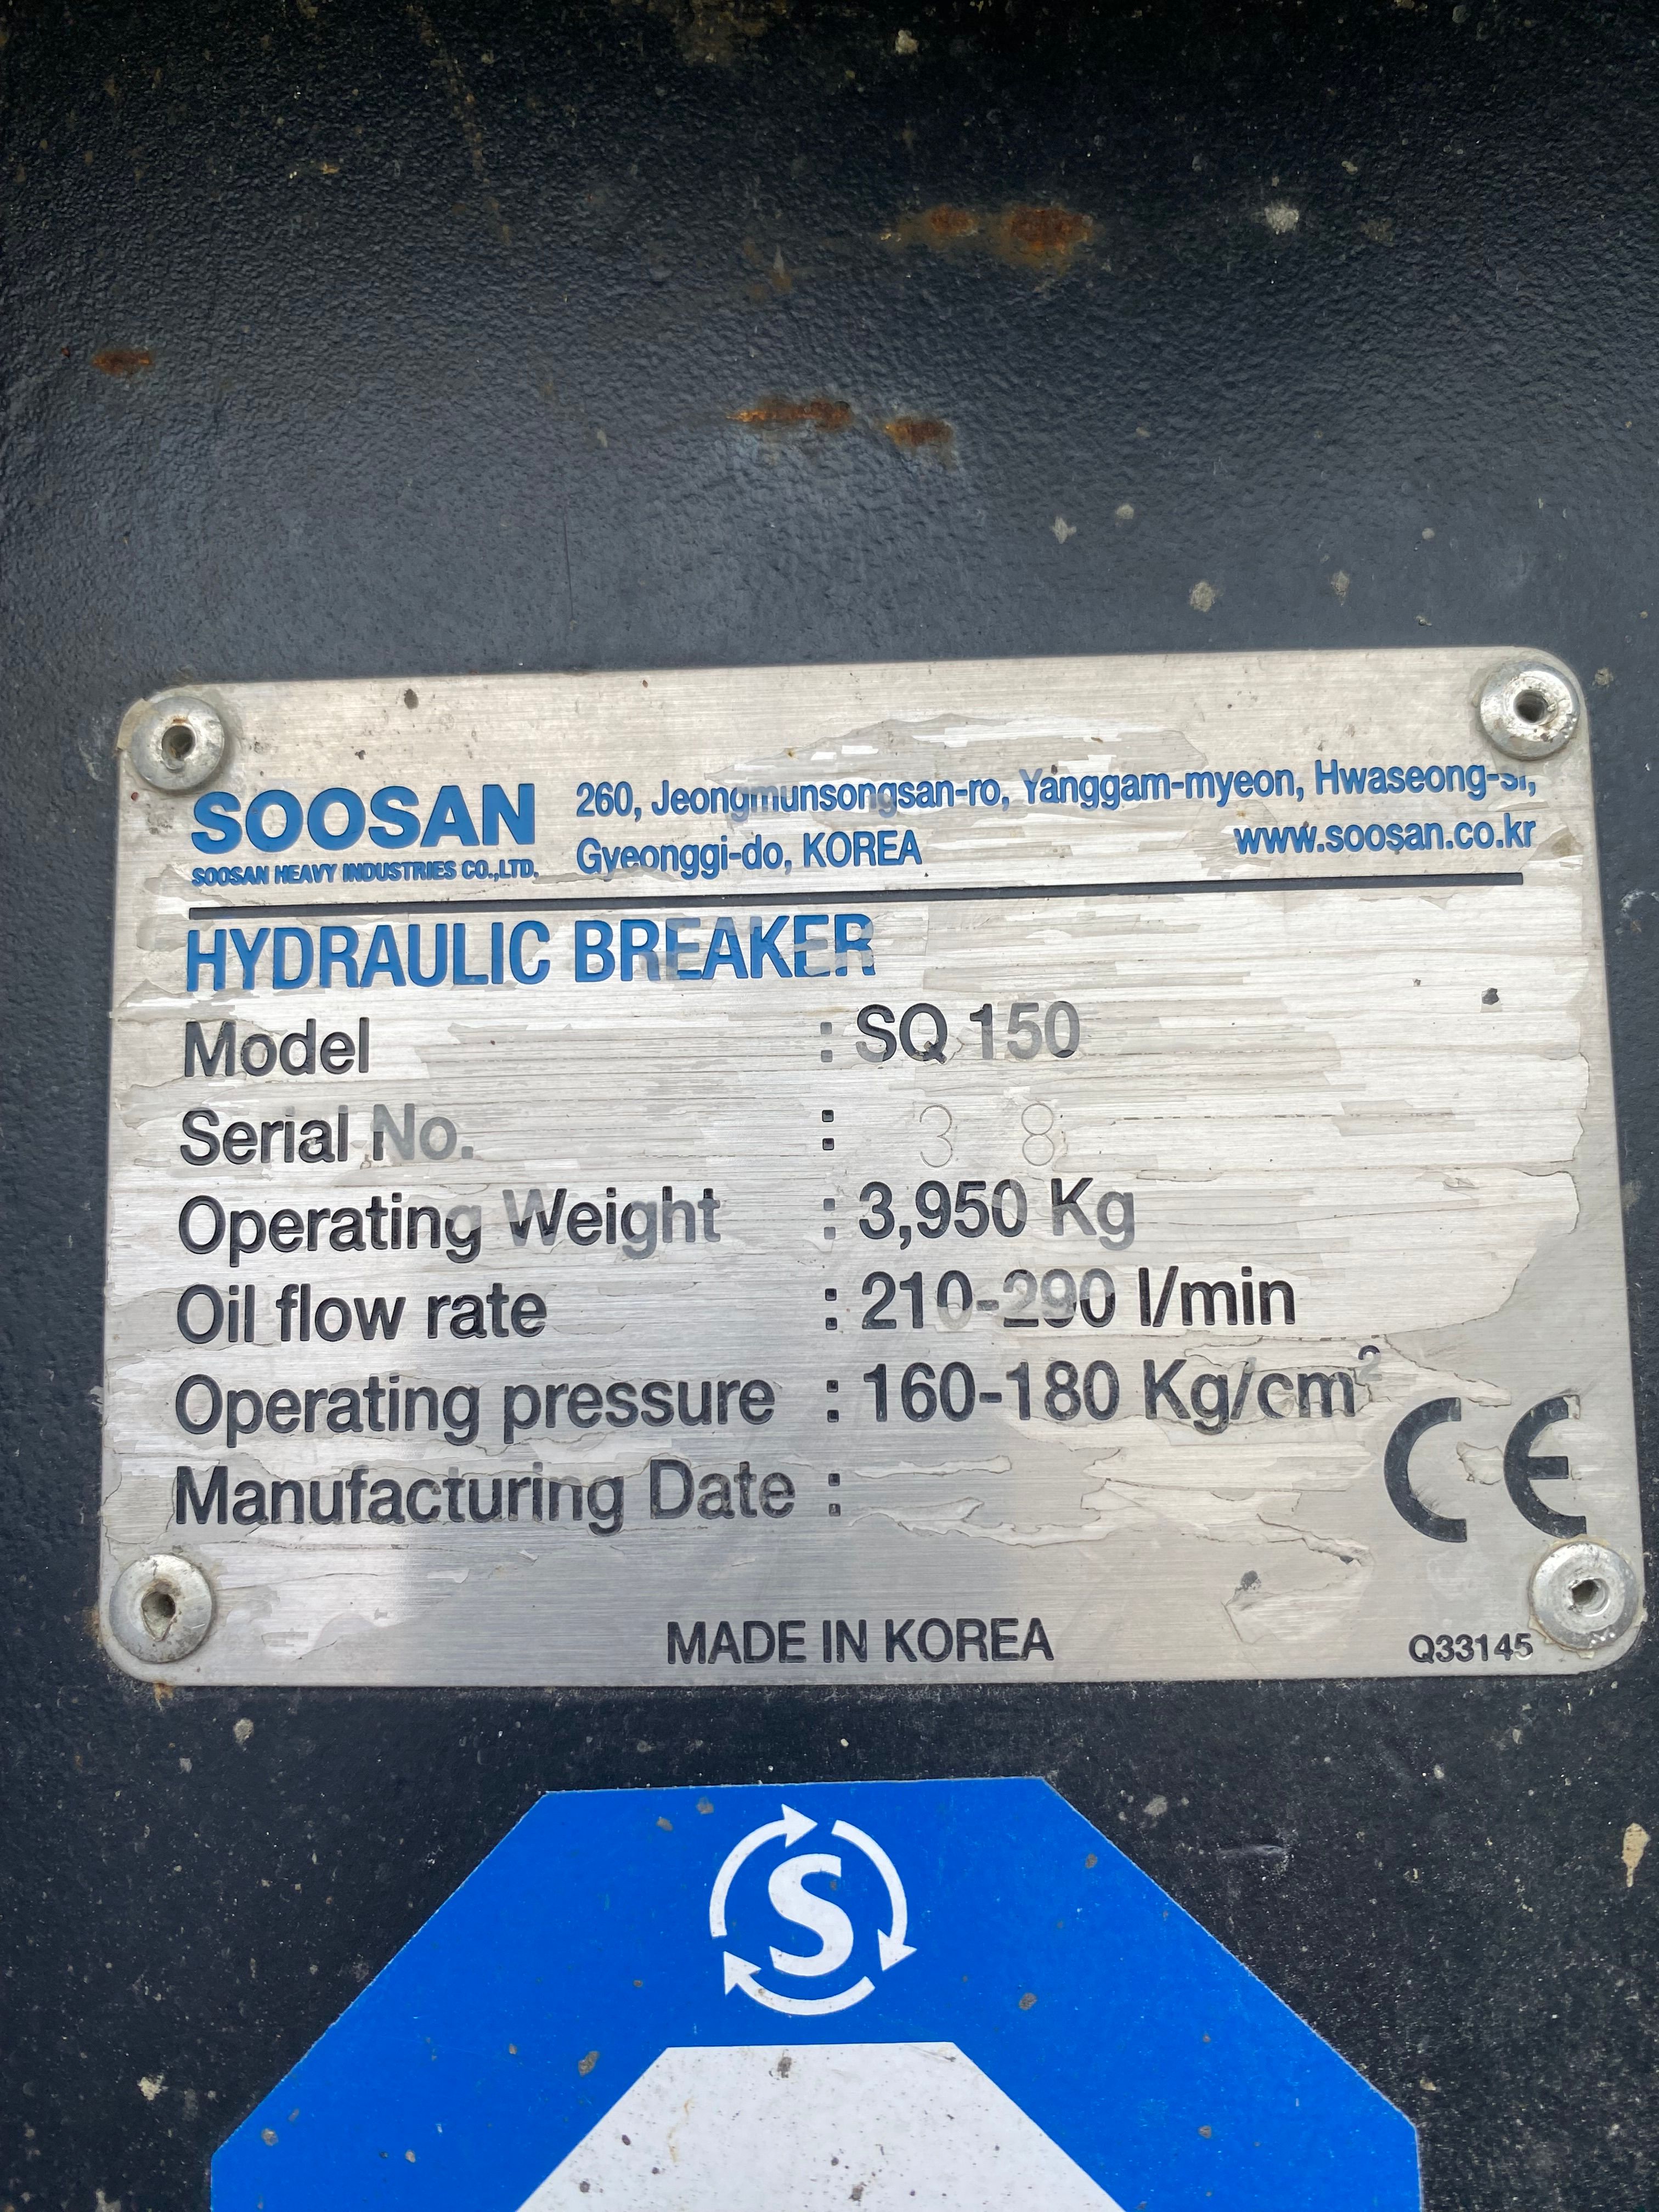 SOOSAN
SOOSAN HEAVY INDUSTRIES CO.,LTD.
260, Jeongmunsongsan-ro, Yanggam-myeon, Hwaseong-si,
Gyeonggi-do, KOREA
www.soosan.co.kr
HYDRAULIC BREAKER
Model : SQ 150
Serial No. : 3 8
Operating Weight : 3,950 Kg
Oil flow rate : 210-290 l/min
Operating pressure : 160-180 Kg/cm²
Manufacturing Date :
CE
MADE IN KOREA
Q33145
S